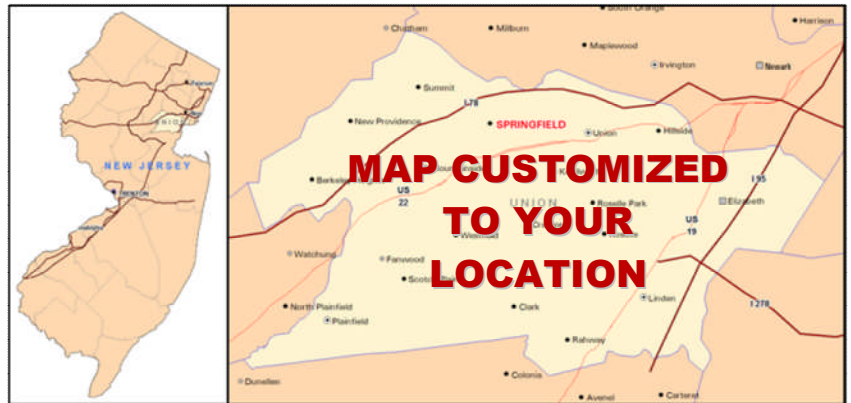 NEW JERSEY
TRENTON
South Orange
Chatham
Millburn
Harrison
Maplewood
Irvington
Newark
Summit
I 78
New Providence
SPRINGFIELD
Union
Hillside
MAP CUSTOMIZED
TO YOUR
LOCATION
I 95
US
22
UNION
Roselle Park
Elizabeth
US
19
Watchung
Fanwood
Linden
I 278
North Plainfield
Clark
Plainfield
Rahway
Colonia
Dunellen
Avenel
Carteret